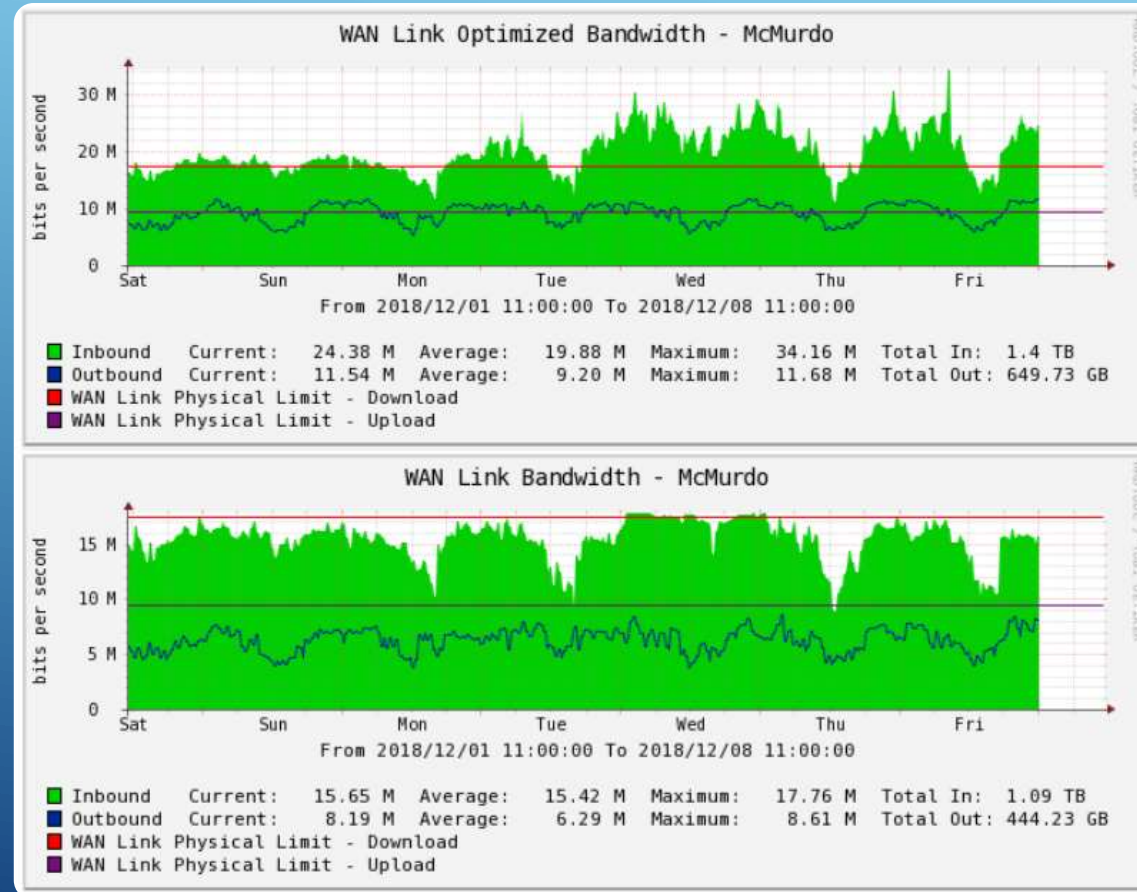 WAN Link Optimized Bandwidth - McMurdo
30 M
20 M
10 M
0
bits per second
Sat Sun Mon Tue Wed Thu Fri
From 2018/12/01 11:00:00 To 2018/12/08 11:00:00
Inbound Current: 24.38 M Average: 19.88 M Maximum: 34.16 M Total In: 1.4 TB
Outbound Current: 11.54 M Average: 9.20 M Maximum: 11.68 M Total Out: 649.73 GB
WAN Link Physical Limit - Download
WAN Link Physical Limit - Upload
WAN Link Bandwidth - McMurdo
15 M
10 M
5 M
0
bits per second
Sat Sun Mon Tue Wed Thu Fri
From 2018/12/01 11:00:00 To 2018/12/08 11:00:00
Inbound Current: 15.65 M Average: 15.42 M Maximum: 17.76 M Total In: 1.09 TB
Outbound Current: 8.19 M Average: 6.29 M Maximum: 8.61 M Total Out: 444.23 GB
WAN Link Physical Limit - Download
WAN Link Physical Limit - Upload